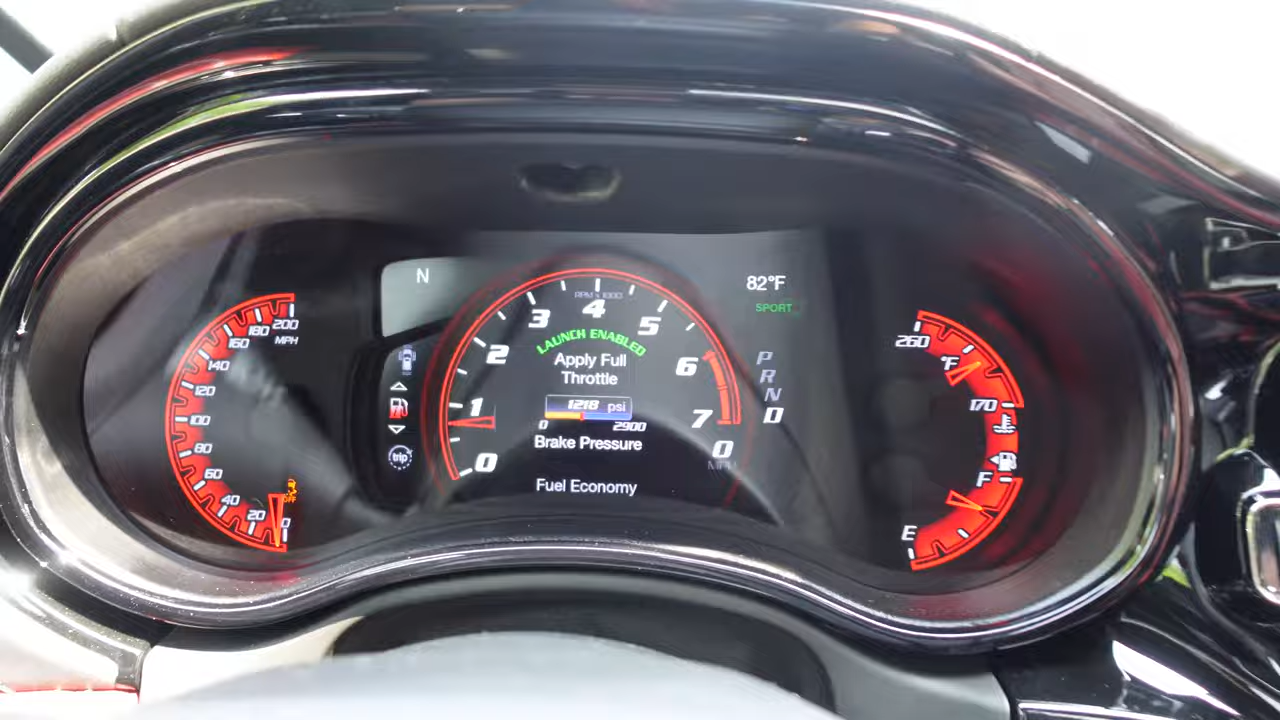 N
82°F
SPORT
RPM x 1000
0
1
2
3
4
5
6
7
LAUNCH ENABLED
Apply Full
Throttle
1218 psi
0 2900
Brake Pressure
Fuel Economy
trip
P
R
N
D
0
MPH
200
180
160
140
120
100
80
60
40
20
0
MPH
OFF
260
°F
170
F
E